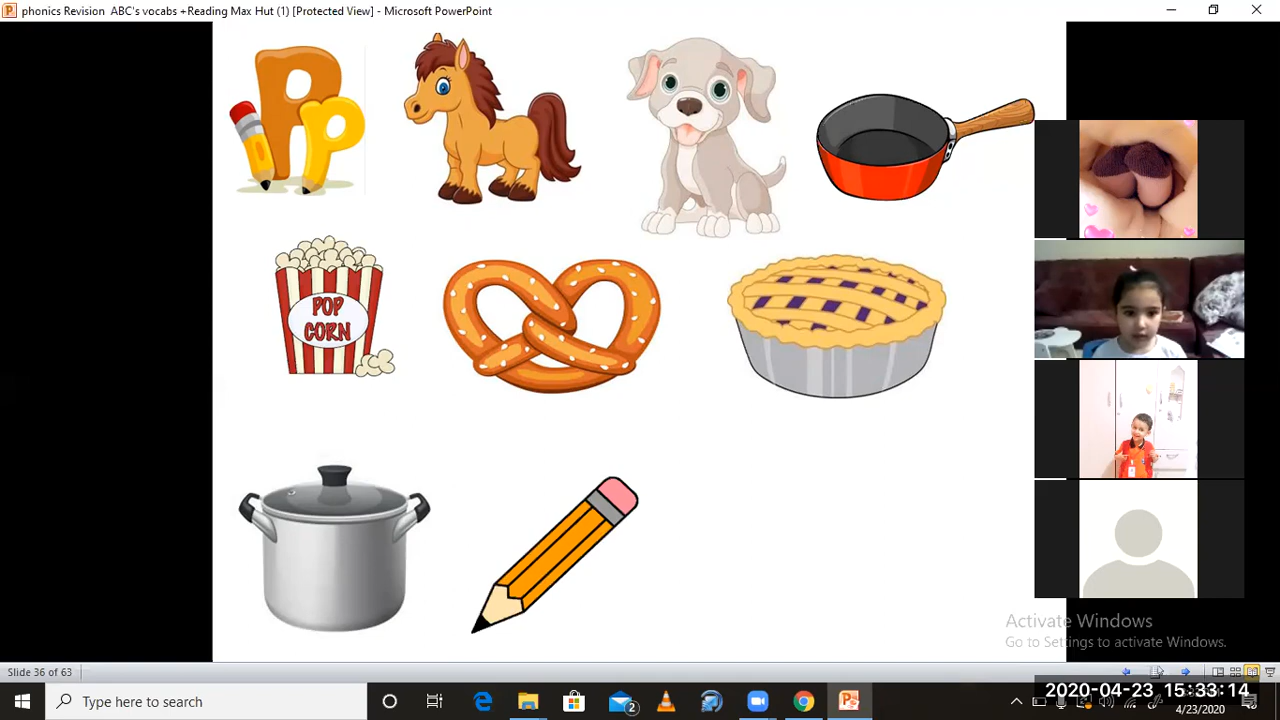 phonics Revision ABC's vocabs +Reading Max Hut (1) [Protected View] - Microsoft PowerPoint
Pp
POP
CORN
Activate Windows
Go to Settings to activate Windows.
Slide 36 of 63
Type here to search
2
2020-04-23 15:33:14
4/23/2020